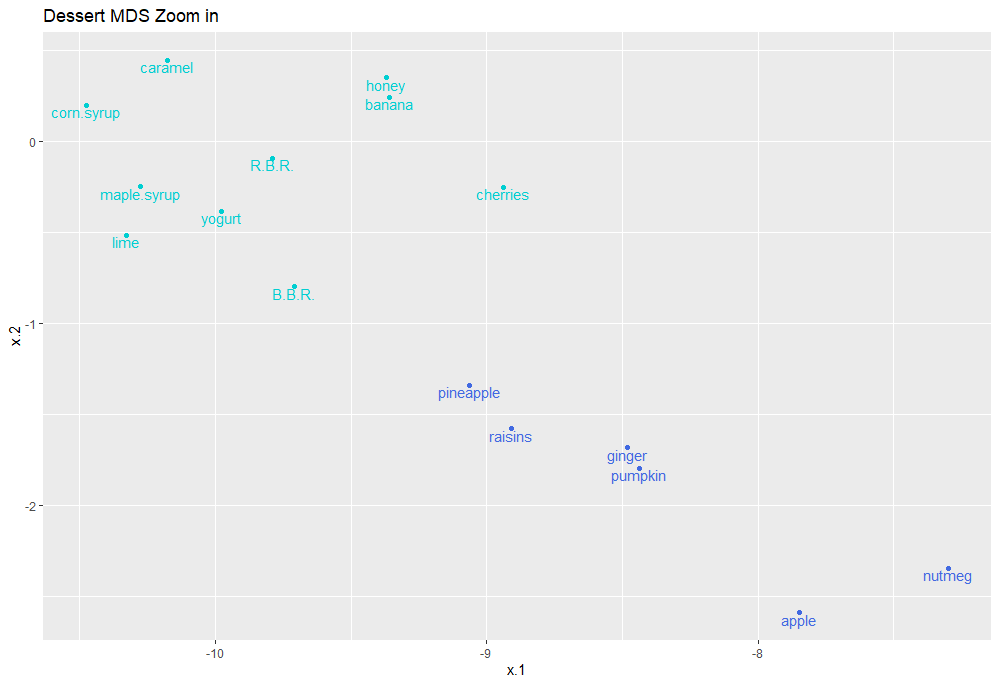 Dessert MDS Zoom in
caramel
honey
banana
corn.syrup
0
R.B.R.
maple.syrup
cherries
yogurt
lime
B.B.R.
-1
x.2
pineapple
raisins
ginger
pumpkin
-2
nutmeg
apple
-10
-9
-8
x.1